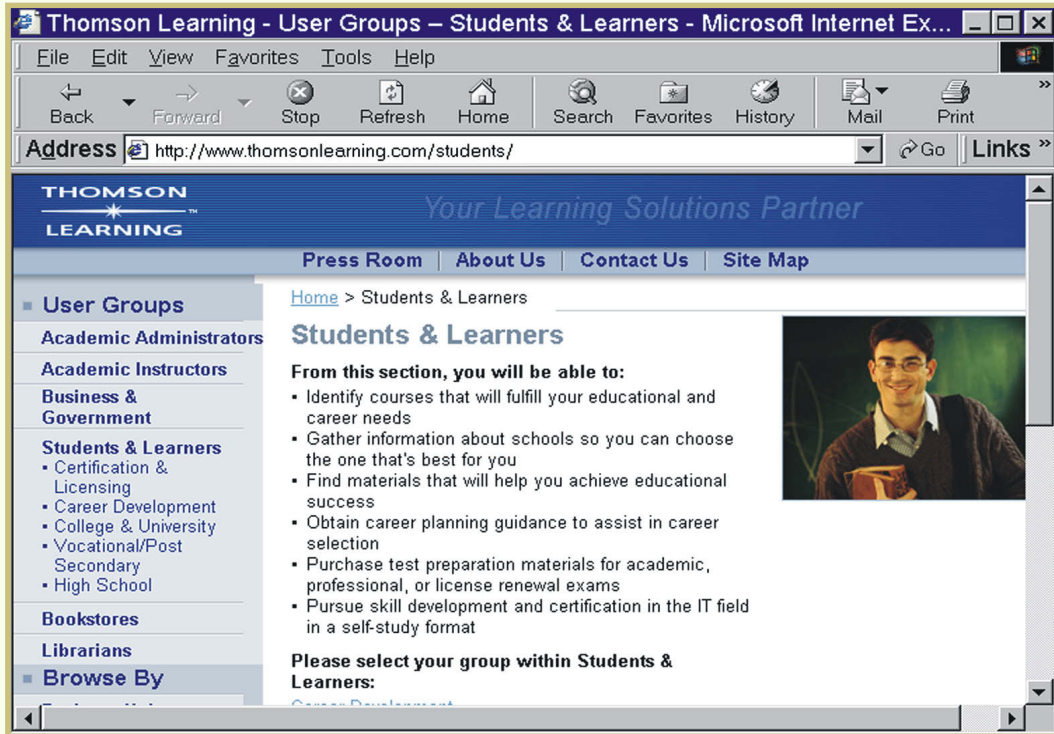 Thomson Learning - User Groups – Students & Learners - Microsoft Internet Ex...
File Edit View Favorites Tools Help
Back Forward Stop Refresh Home Search Favorites History Mail Print »
Address http://www.thomsonlearning.com/students/ Go Links »
THOMSON
LEARNING
TM
Your Learning Solutions Partner
Press Room | About Us | Contact Us | Site Map
User Groups
Academic Administrators
Academic Instructors
Business &
Government
Students & Learners
▪ Certification &
Licensing
▪ Career Development
▪ College & University
▪ Vocational/Post
Secondary
▪ High School
Bookstores
Librarians
Browse By
Home > Students & Learners
Students & Learners
From this section, you will be able to:
▪ Identify courses that will fulfill your educational and
career needs
▪ Gather information about schools so you can choose
the one that's best for you
▪ Find materials that will help you achieve educational
success
▪ Obtain career planning guidance to assist in career
selection
▪ Purchase test preparation materials for academic,
professional, or license renewal exams
▪ Pursue skill development and certification in the IT field
in a self-study format
Please select your group within Students &
Learners:
Career Development